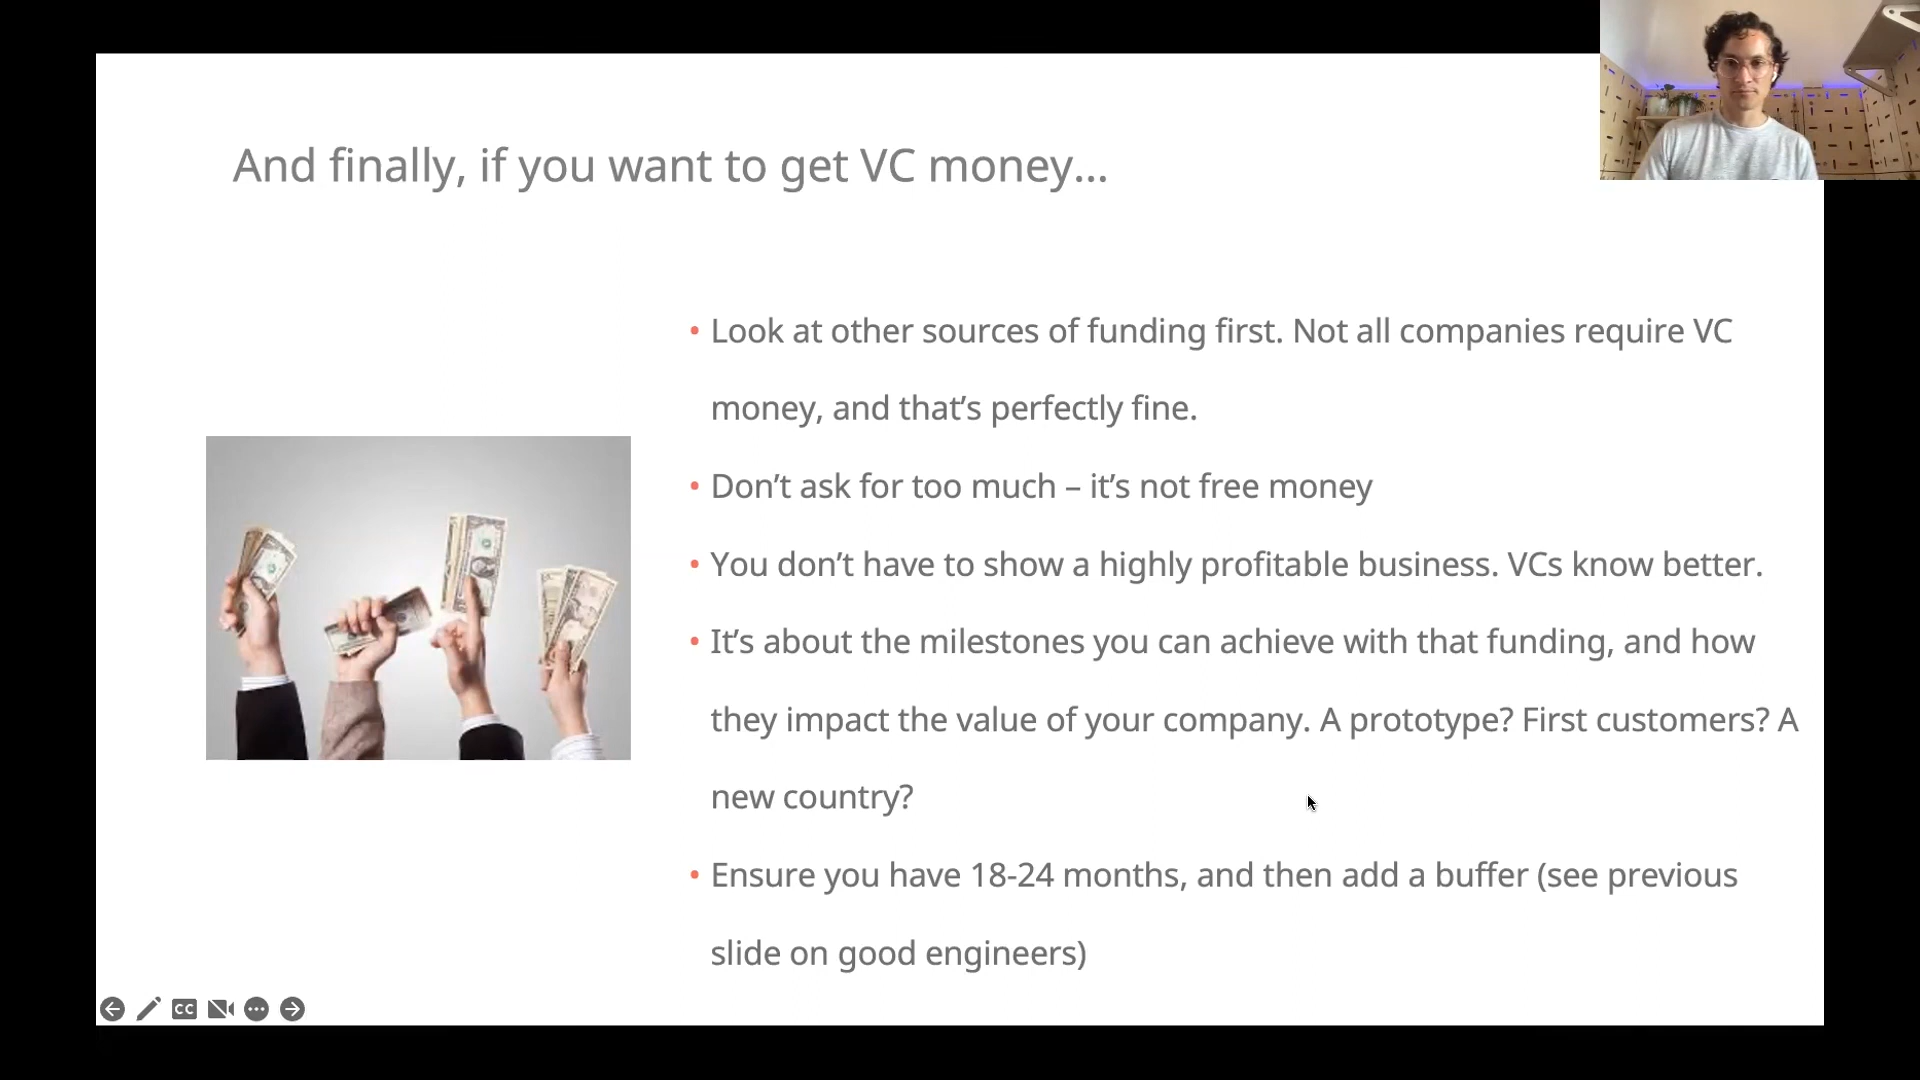 And finally, if you want to get VC money...
• Look at other sources of funding first. Not all companies require VC
money, and that’s perfectly fine.
• Don’t ask for too much – it’s not free money
• You don’t have to show a highly profitable business. VCs know better.
• It’s about the milestones you can achieve with that funding, and how
they impact the value of your company. A prototype? First customers? A
new country?
• Ensure you have 18-24 months, and then add a buffer (see previous
slide on good engineers)
CC